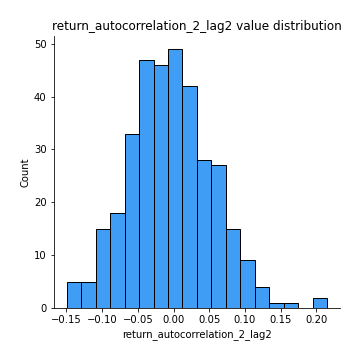 return_autocorrelation_2_lag2 value distribution
50
40
30
20
10
0
Count
−0.15 −0.10 −0.05 0.00 0.05 0.10 0.15 0.20
return_autocorrelation_2_lag2